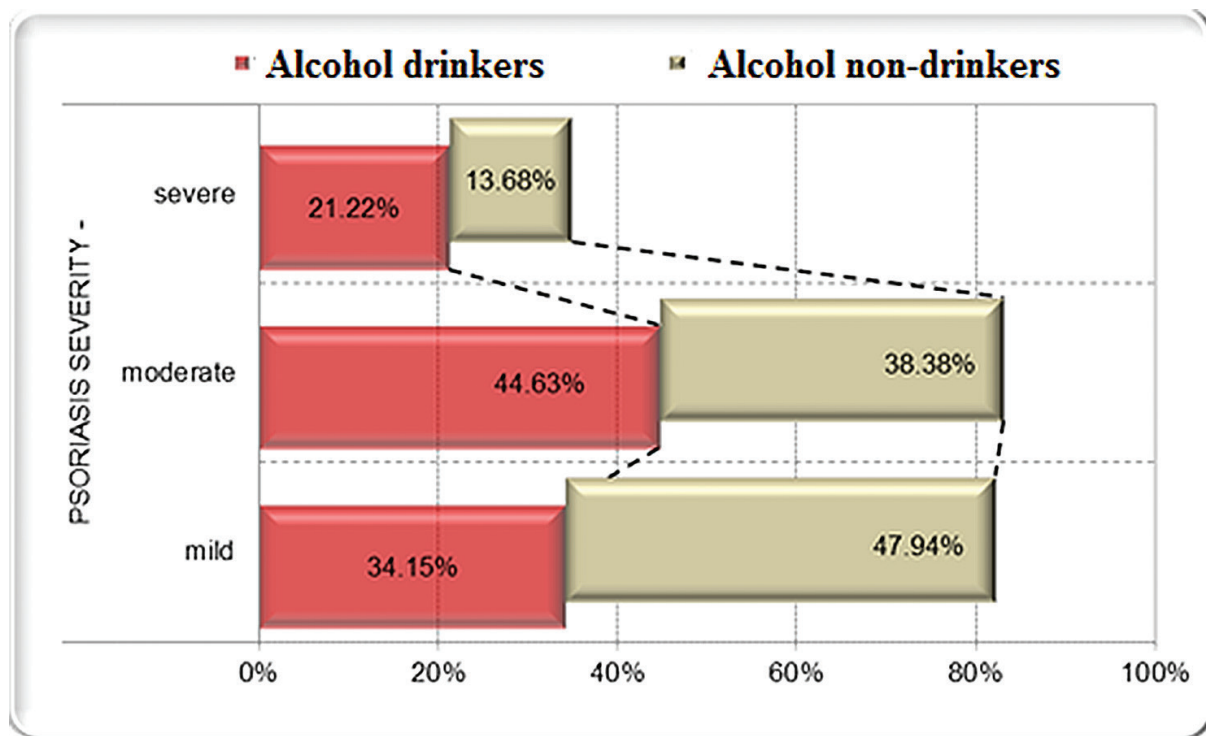 Alcohol drinkers Alcohol non-drinkers
PSORIASIS SEVERITY -
severe
21.22%
13.68%
moderate
44.63%
38.38%
mild
34.15%
47.94%
0% 20% 40% 60% 80% 100%